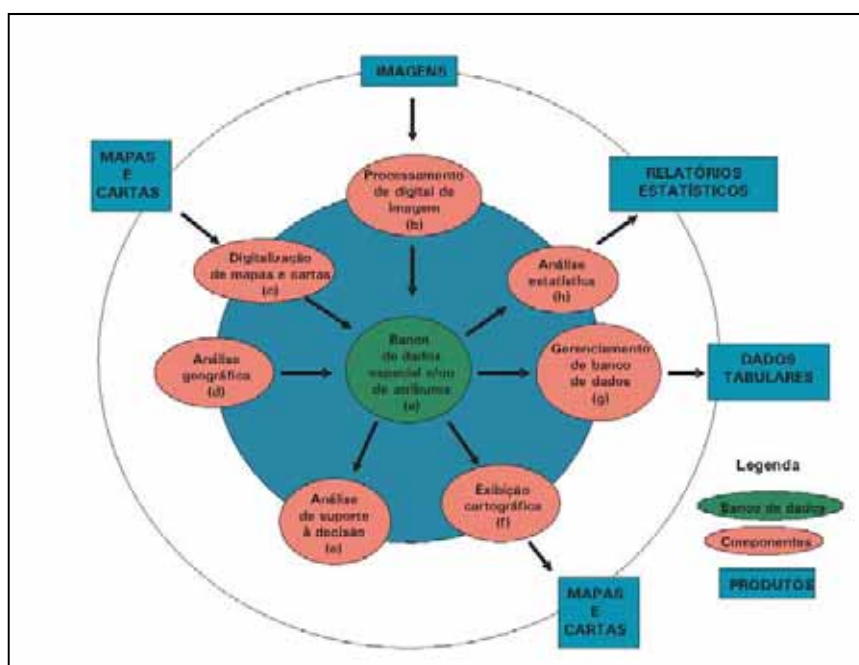 IMAGENS
MAPAS
E
CARTAS
Processamento
de digital de
imagem
(b)
RELATÓRIOS
ESTATÍSTICOS
Digitalização
de mapas e cartas
(c)
Análise
estatística
(h)
Análise
geográfica
(d)
Banco
de dados
espacial e/ou
de atributos
(a)
Gerenciamento
de banco
de dados
(g)
DADOS
TABULARES
Análise
de suporte
à decisão
(e)
Exibição
cartográfica
(f)
MAPAS
E
CARTAS
Legenda
Banco de dados
Componentes
PRODUTOS